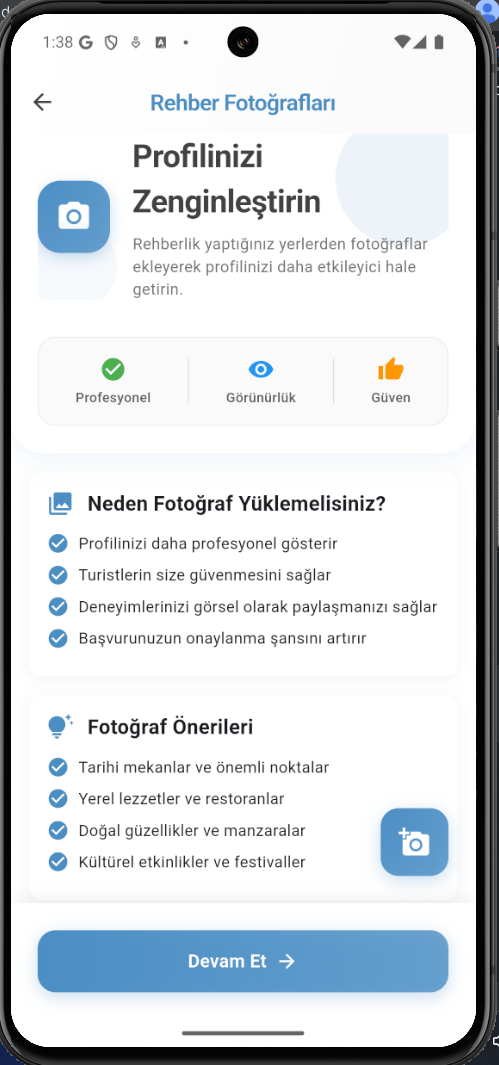 1:38
Rehber Fotoğrafları
Profilinizi
Zenginleştirin
Rehberlik yaptığınız yerlerden fotoğraflar
ekleyerek profilinizi daha etkileyici hale
getirin.
Profesyonel
Görünürlük
Güven
Neden Fotoğraf Yüklemelisiniz?
Profilinizi daha profesyonel gösterir
Turistlerin size güvenmesini sağlar
Deneyimlerinizi görsel olarak paylaşmanızı sağlar
Başvurunuzun onaylanma şansını artırır
Fotoğraf Önerileri
Tarihi mekanlar ve önemli noktalar
Yerel lezzetler ve restoranlar
Doğal güzellikler ve manzaralar
Kültürel etkinlikler ve festivaller
Devam Et